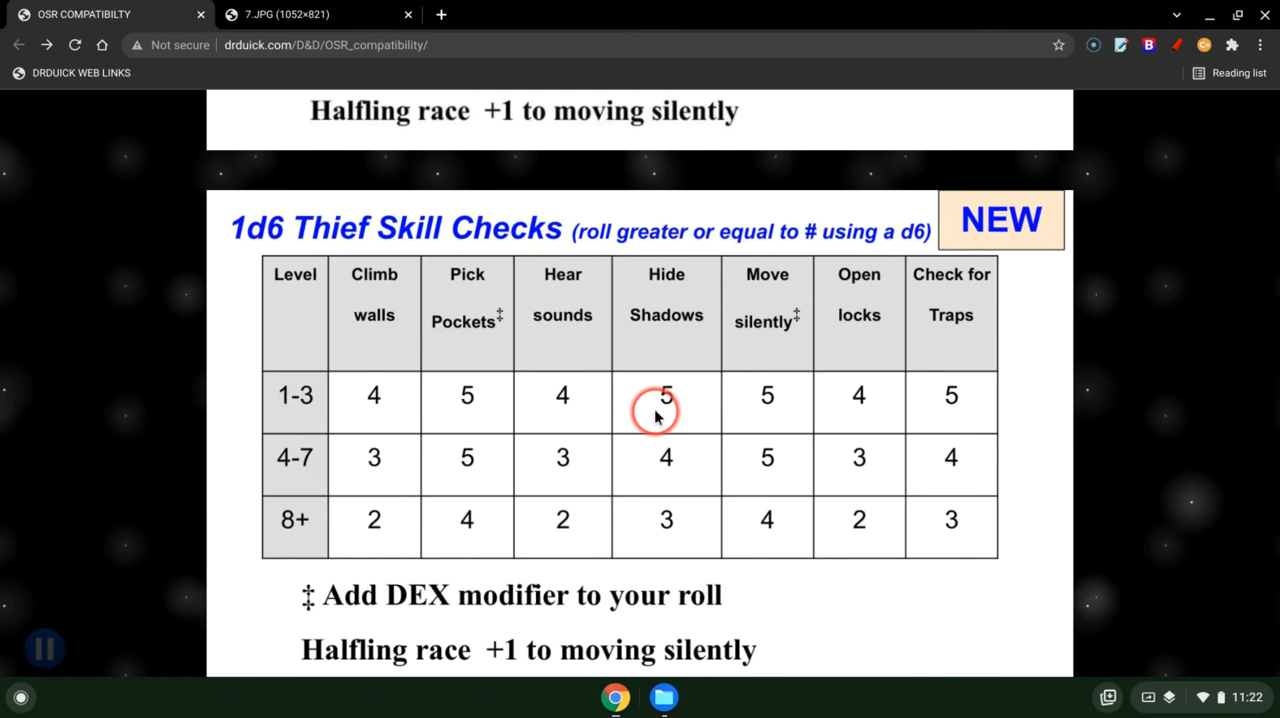 OSR COMPATIBILTY
7.JPG (1052×821)
Not secure drduick.com/D&D/OSR_compatibility/
DRDUICK WEB LINKS
Reading list
Halfling race +1 to moving silently
1d6 Thief Skill Checks (roll greater or equal to # using a d6)
NEW
Level Climb walls Pick Pockets‡ Hear sounds Hide Shadows Move silently‡ Open locks Check for Traps
1-3 4 5 4 5 5 4 5
4-7 3 5 3 4 5 3 4
8+ 2 4 2 3 4 2 3
‡ Add DEX modifier to your roll
Halfling race +1 to moving silently
11:22